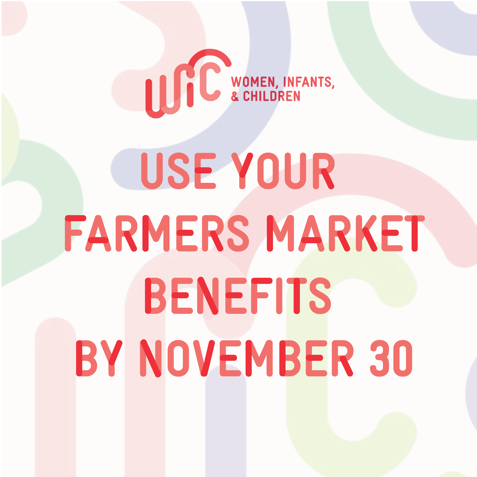 WiC WOMEN, INFANTS,
& CHILDREN
USE YOUR
FARMERS MARKET
BENEFITS
BY NOVEMBER 30